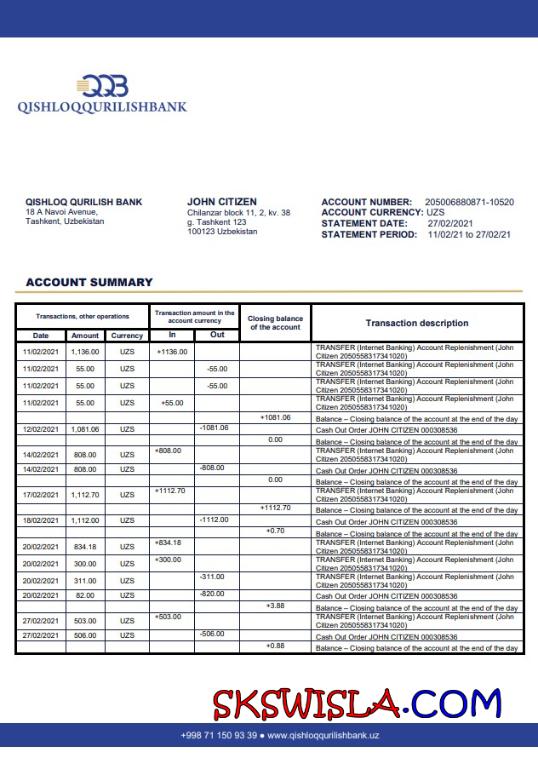 QQB
QISHLOQQURILISHBANK
QISHLOQ QURILISH BANK
18 A Navoi Avenue,
Tashkent, Uzbekistan
JOHN CITIZEN
Chilanzar block 11, 2, kv. 38
g. Tashkent 123
100123 Uzbekistan
ACCOUNT NUMBER: 205006880871-10520
ACCOUNT CURRENCY: UZS
STATEMENT DATE: 27/02/2021
STATEMENT PERIOD: 11/02/21 to 27/02/21
ACCOUNT SUMMARY
Transactions, other operations
Transaction amount in the
account currency
Closing balance
of the account
Transaction description
Date Amount Currency In Out
11/02/2021 1,136.00 UZS +1136.00 TRANSFER (Internet Banking) Account Replenishment (John
Citizen 2050558317341020)
11/02/2021 55.00 UZS -55.00 TRANSFER (Internet Banking) Account Replenishment (John
Citizen 2050558317341020)
11/02/2021 55.00 UZS -55.00 TRANSFER (Internet Banking) Account Replenishment (John
Citizen 2050558317341020)
11/02/2021 55.00 UZS +55.00 TRANSFER (Internet Banking) Account Replenishment (John
Citizen 2050558317341020)
+1081.06 Balance – Closing balance of the account at the end of the day
12/02/2021 1,081.06 UZS -1081.06 Cash Out Order JOHN CITIZEN 000308536
0.00 Balance – Closing balance of the account at the end of the day
14/02/2021 808.00 UZS +808.00 TRANSFER (Internet Banking) Account Replenishment (John
Citizen 2050558317341020)
14/02/2021 808.00 UZS -808.00 Cash Out Order JOHN CITIZEN 000308536
0.00 Balance – Closing balance of the account at the end of the day
17/02/2021 1,112.70 UZS +1112.70 TRANSFER (Internet Banking) Account Replenishment (John
Citizen 2050558317341020)
+1112.70 Balance – Closing balance of the account at the end of the day
18/02/2021 1,112.00 UZS -1112.00 Cash Out Order JOHN CITIZEN 000308536
+0.70 Balance – Closing balance of the account at the end of the day
20/02/2021 834.18 UZS +834.18 TRANSFER (Internet Banking) Account Replenishment (John
Citizen 2050558317341020)
20/02/2021 300.00 UZS +300.00 TRANSFER (Internet Banking) Account Replenishment (John
Citizen 2050558317341020)
20/02/2021 311.00 UZS -311.00 TRANSFER (Internet Banking) Account Replenishment (John
Citizen 2050558317341020)
20/02/2021 82.00 UZS -820.00 Cash Out Order JOHN CITIZEN 000308536
+3.88 Balance – Closing balance of the account at the end of the day
27/02/2021 503.00 UZS +503.00 TRANSFER (Internet Banking) Account Replenishment (John
Citizen 2050558317341020)
27/02/2021 506.00 UZS -506.00 Cash Out Order JOHN CITIZEN 000308536
+0.88 Balance – Closing balance of the account at the end of the day
SKSWISLA.COM
+998 71 150 93 39 ● www.qishloqqurilishbank.uz